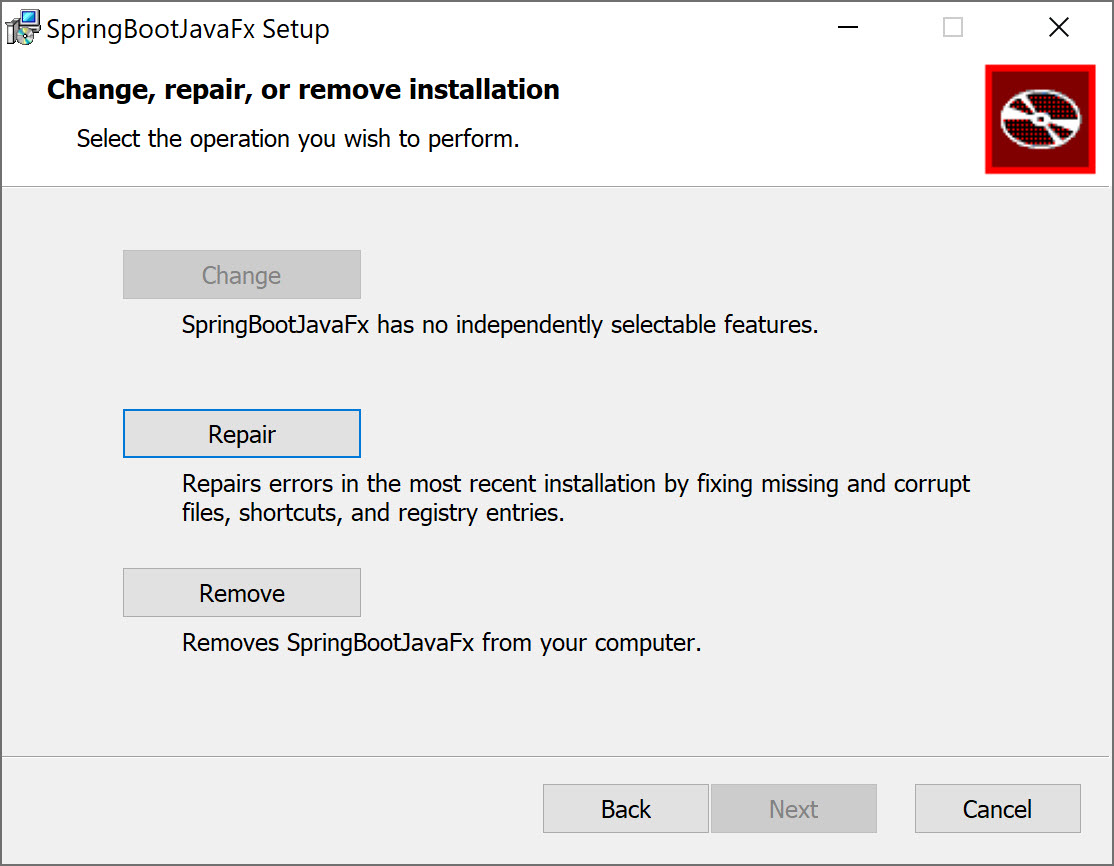 SpringBootJavaFx Setup
Change, repair, or remove installation
Select the operation you wish to perform.
Change
SpringBootJavaFx has no independently selectable features.
Repair
Repairs errors in the most recent installation by fixing missing and corrupt
files, shortcuts, and registry entries.
Remove
Removes SpringBootJavaFx from your computer.
Back
Next
Cancel